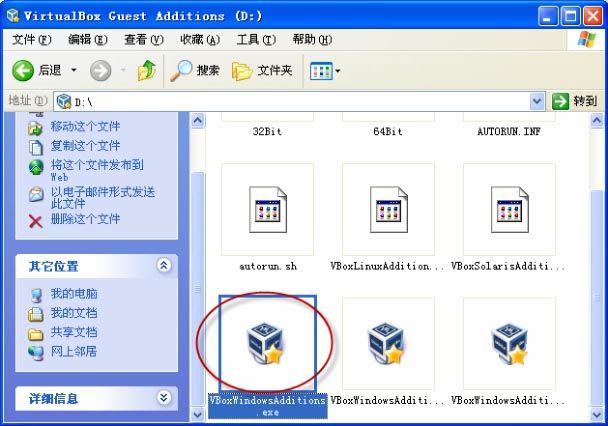 VirtualBox Guest Additions (D:)
文件(F) 编辑(E) 查看(V) 收藏(A) 工具(T) 帮助(H)
后退 搜索 文件夹
地址(D) D:\ 转到
移动这个文件
复制这个文件
将这个文件发布到
Web
以电子邮件形式发送
此文件
删除这个文件
其它位置
我的电脑
我的文档
共享文档
网上邻居
详细信息
32Bit 64Bit AUTORUN.INF
autorun.sh VBoxLinuxAddition... VBoxSolarisAdditi...
VBoxWindowsAdditions
.exe
VBoxWindowsAdditi... VBoxWindowsAdditi...